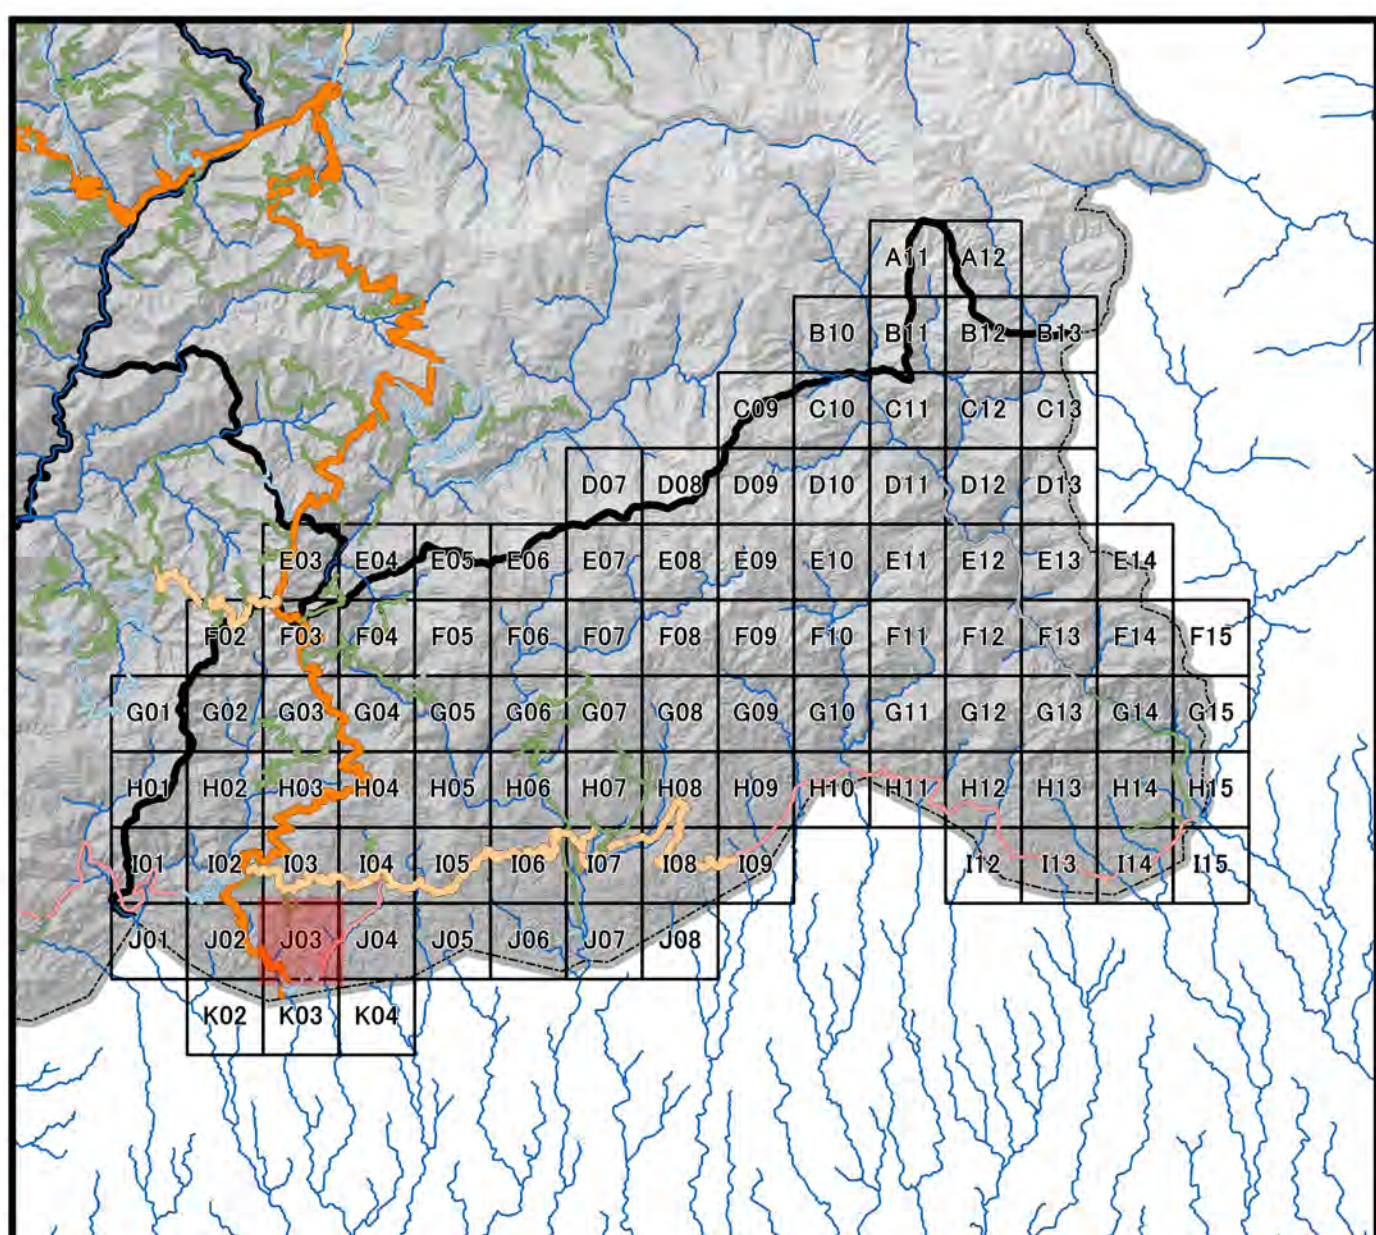 A11 A12
B10 B11 B12 B13
C09 C10 C11 C12 C13
D07 D08 D09 D10 D11 D12 D13
E03 E04 E05 E06 E07 E08 E09 E10 E11 E12 E13 E14
F02 F03 F04 F05 F06 F07 F08 F09 F10 F11 F12 F13 F14 F15
G01 G02 G03 G04 G05 G06 G07 G08 G09 G10 G11 G12 G13 G14 G15
H01 H02 H03 H04 H05 H06 H07 H08 H09 H10 H11 H12 H13 H14 H15
I01 I02 I03 I04 I05 I06 I07 I08 I09 I12 I13 I14 I15
J01 J02 J03 J04 J05 J06 J07 J08
K02 K03 K04